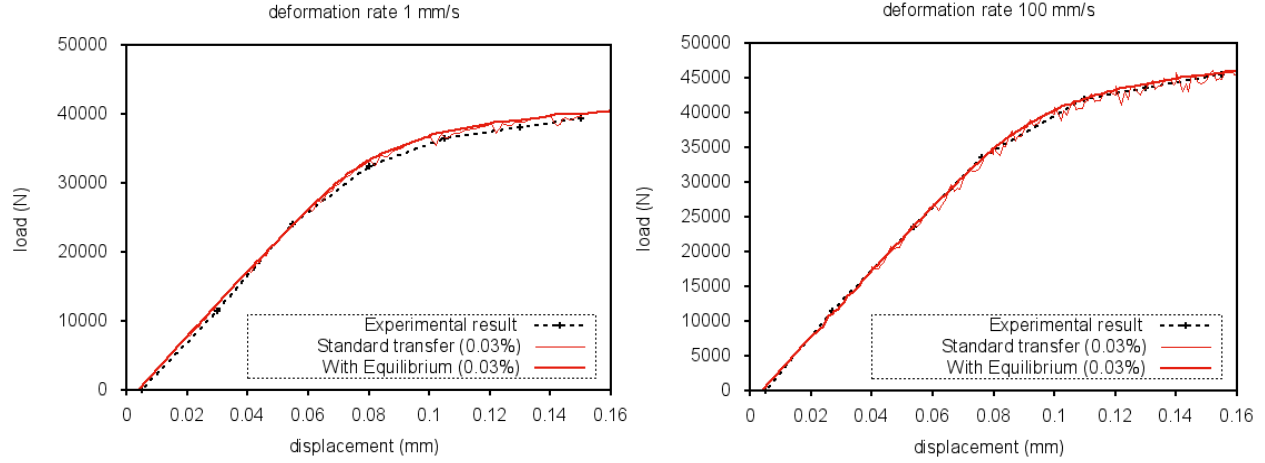 deformation rate 1 mm/s
50000
40000
30000
20000
10000
0
load (N)
Experimental result
Standard transfer (0.03%)
With Equilibrium (0.03%)
0 0.02 0.04 0.06 0.08 0.1 0.12 0.14 0.16
displacement (mm)
deformation rate 100 mm/s
50000
45000
40000
35000
30000
25000
20000
15000
10000
5000
0
load (N)
Experimental result
Standard transfer (0.03%)
With Equilibrium (0.03%)
0 0.02 0.04 0.06 0.08 0.1 0.12 0.14 0.16
displacement (mm)